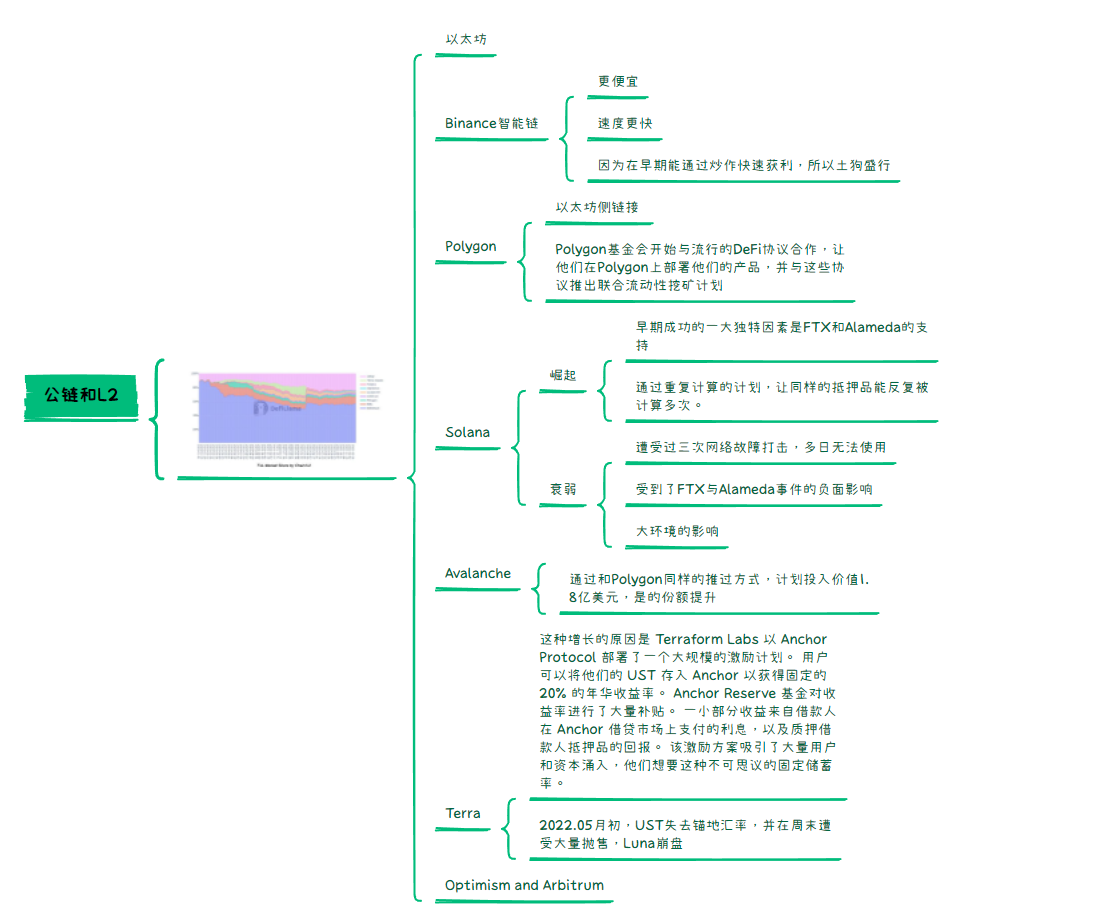 以太坊
更便宜
Binance智能链
速度更快
因为在早期能通过炒作快速获利，所以土狗盛行
以太坊侧链接
Polygon
Polygon基金会开始与流行的DeFi协议合作，让
他们在Polygon上部署他们的产品，并与这些协
议推出联合流动性挖矿计划
早期成功的一大独特因素是FTX和Alameda的支
持
崛起
通过重复计算的计划，让同样的抵押品能反复被
计算多次。
公链和L2
DefiLlama
Solana
遭受过三次网络故障打击，多日无法使用
衰弱
受到了FTX与Alameda事件的负面影响
大环境的影响
Avalanche
通过和Polygon同样的推过方式，计划投入价值1.
8亿美元，是的份额提升
这种增长的原因是 Terraform Labs 以 Anchor
Protocol 部署了一个大规模的激励计划。 用户
可以将他们的 UST 存入 Anchor 以获得固定的
20% 的年华收益率。 Anchor Reserve 基金对收
益率进行了大量补贴。 一小部分收益来自借款人
在 Anchor 借贷市场上支付的利息，以及质押借
款人抵押品的回报。 该激励方案吸引了大量用户
和资本涌入，他们想要这种不可思议的固定储蓄
率。
Terra
2022.05月初，UST失去锚地汇率，并在周末遭
受大量抛售，Luna崩盘
Optimism and Arbitrum